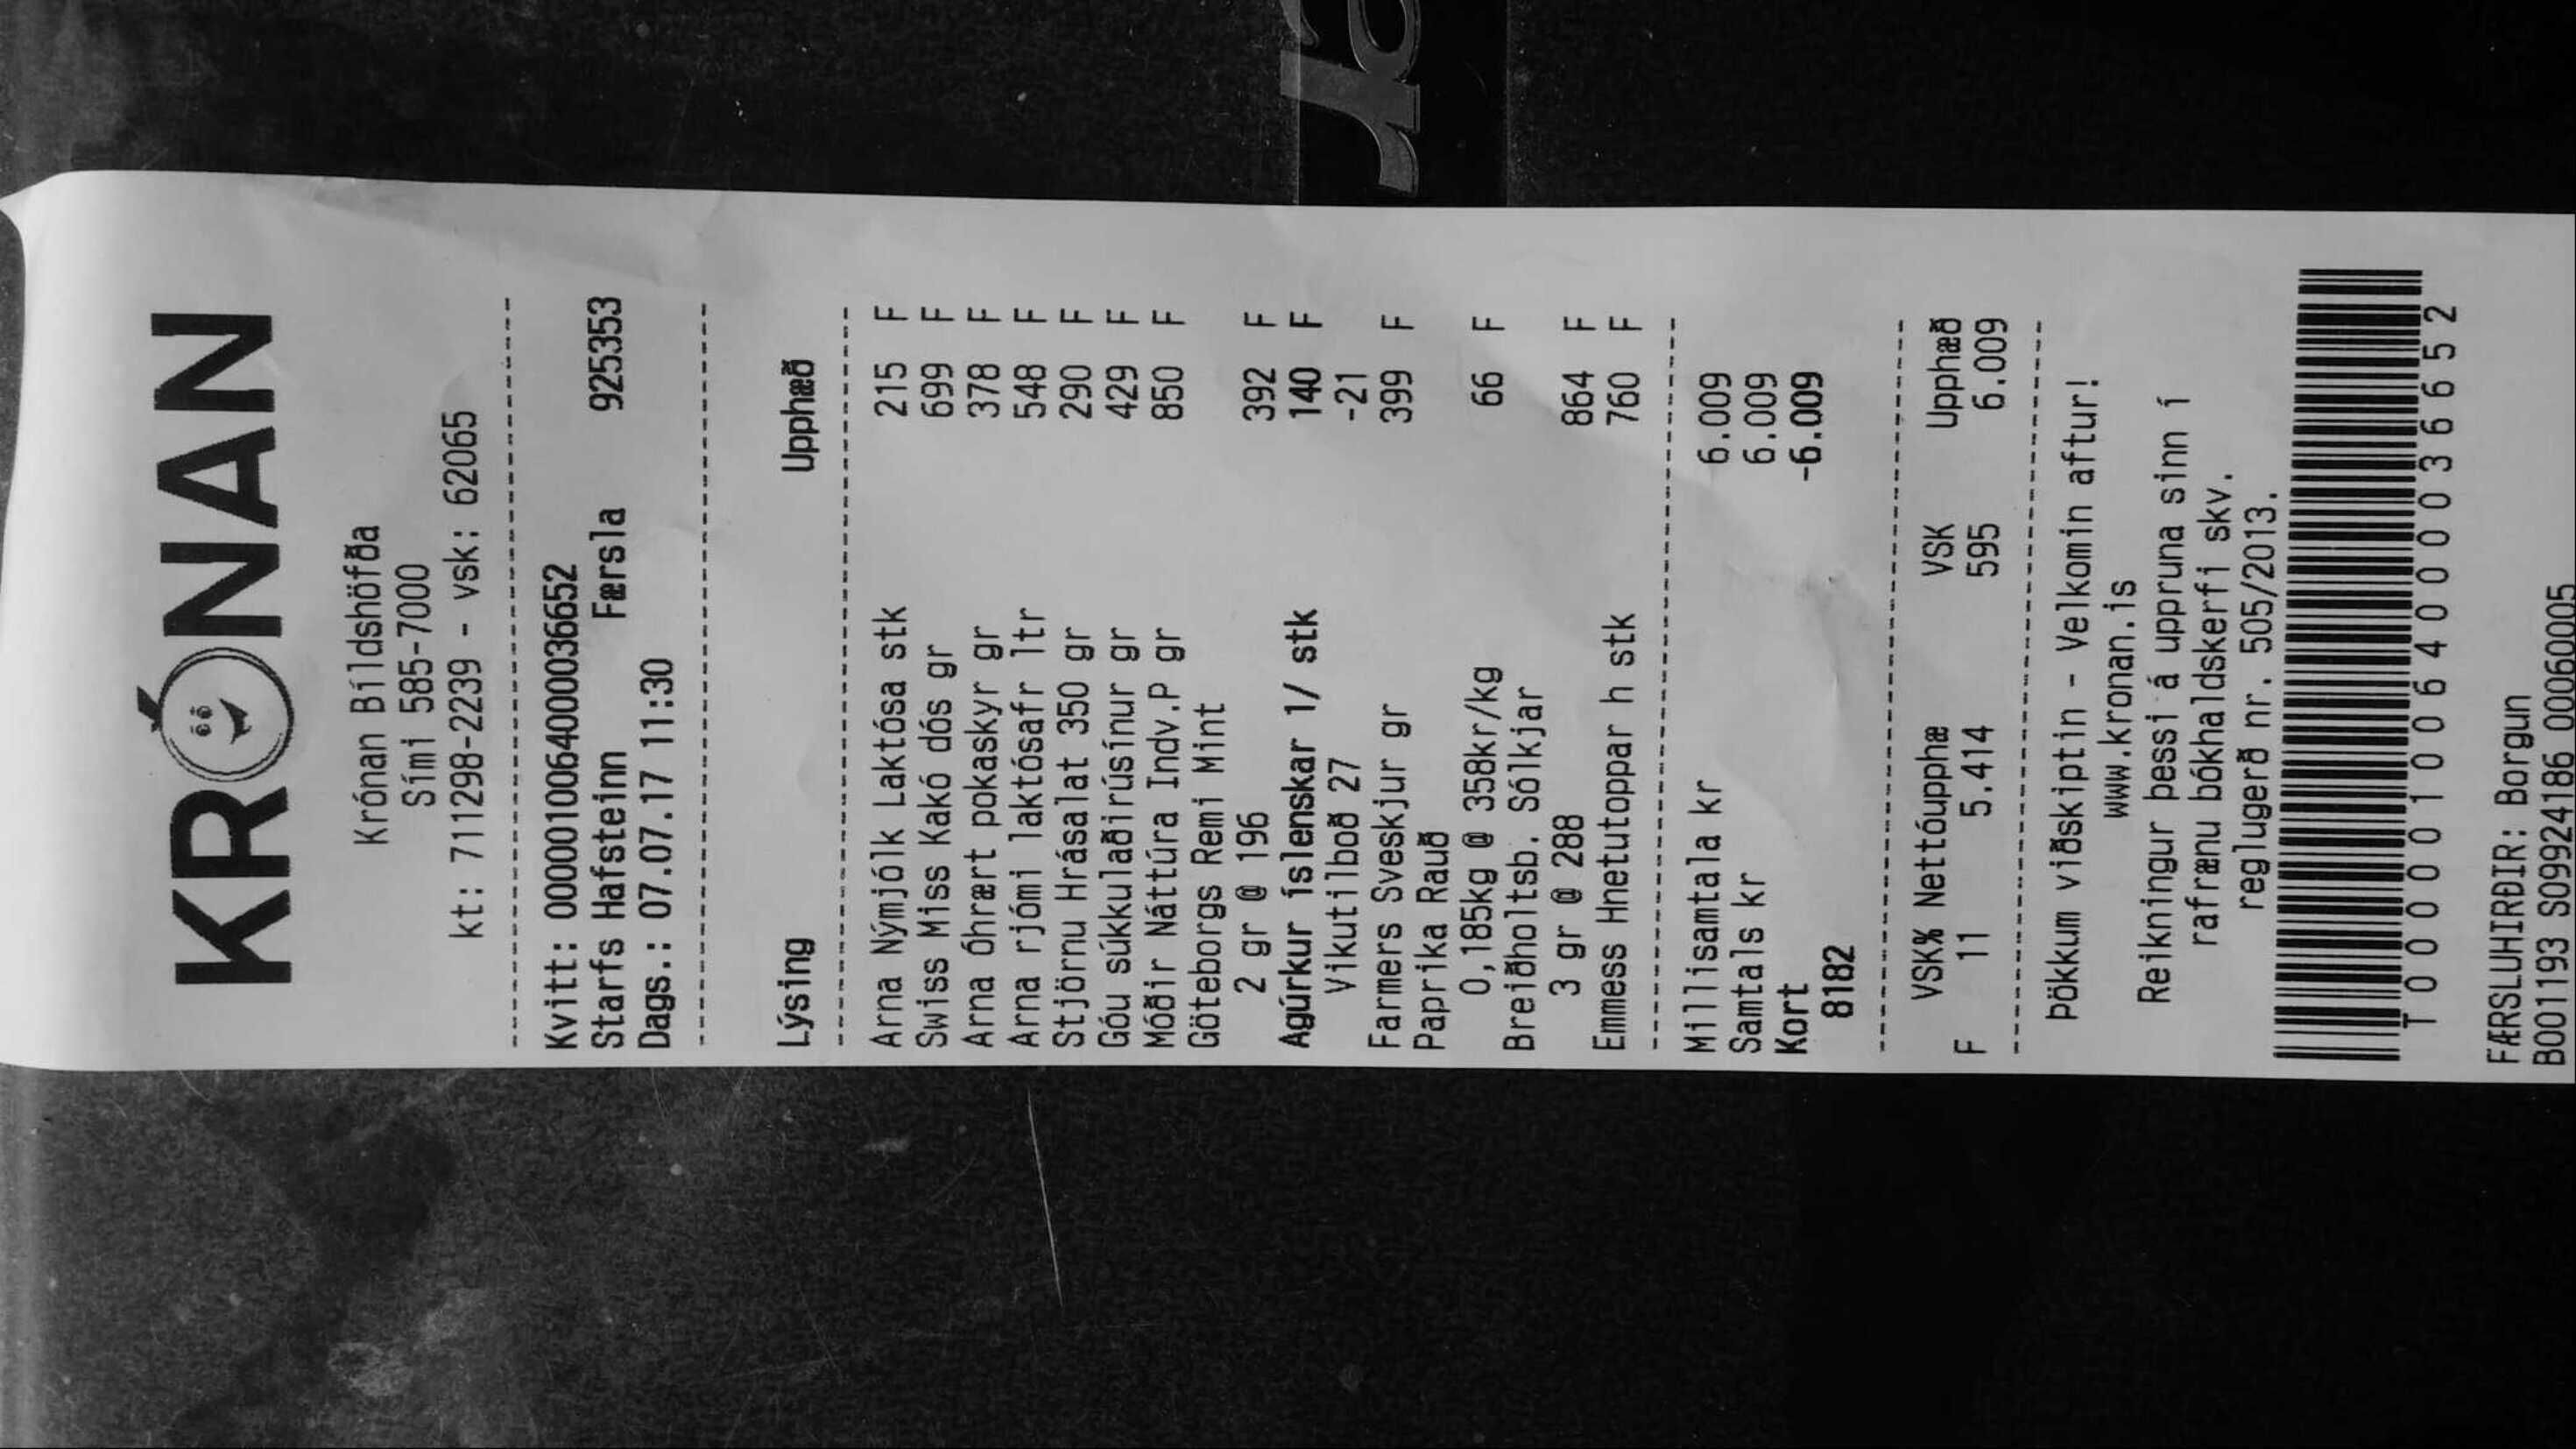 KRÓNAN
Krónan Bíldshöfða
Sími 585-7000
kt: 711298-2239 - vsk: 62065
Kvitt: 00001006400036652
Starfs Hafsteinn Færsla 925353
Dags.: 07.07.17 11:30
Lýsing Upphæð
Arna Nýmjólk Laktósa stk 215 F
Swiss Miss Kakó dós gr 699 F
Arna óhrært pokaskyr gr 378 F
Arna rjómi laktósafr ltr 548 F
Stjörnu Hrásalat 350 gr 290 F
Góu súkkulaðirúsínur gr 429 F
Móðir Náttúra Indv.P gr 850 F
Göteborgs Remi Mint
2 gr @ 196 392 F
Agúrkur íslenskar 1/ stk 140 F
Vikutilboð 27 -21
Farmers Sveskjur gr 399 F
Paprika Rauð
0,185kg @ 358kr/kg 66 F
Breiðholtsb. Sólkjar
3 gr @ 288 864 F
Emmess Hnetutoppar h stk 760 F
Millisamtala kr 6.009
Samtals kr 6.009
Kort -6.009
8182
VSK% Nettóupphæ VSK Upphæð
F 11 5.414 595 6.009
Þökkum viðskiptin - Velkomin aftur!
www.kronan.is
Reikningur þessi á uppruna sinn í
rafrænu bókhaldskerfi skv.
reglugerð nr. 505/2013.
T00001006400036652
FÆRSLUHIRÐIR: Borgun
B001193 S09924186 00060005